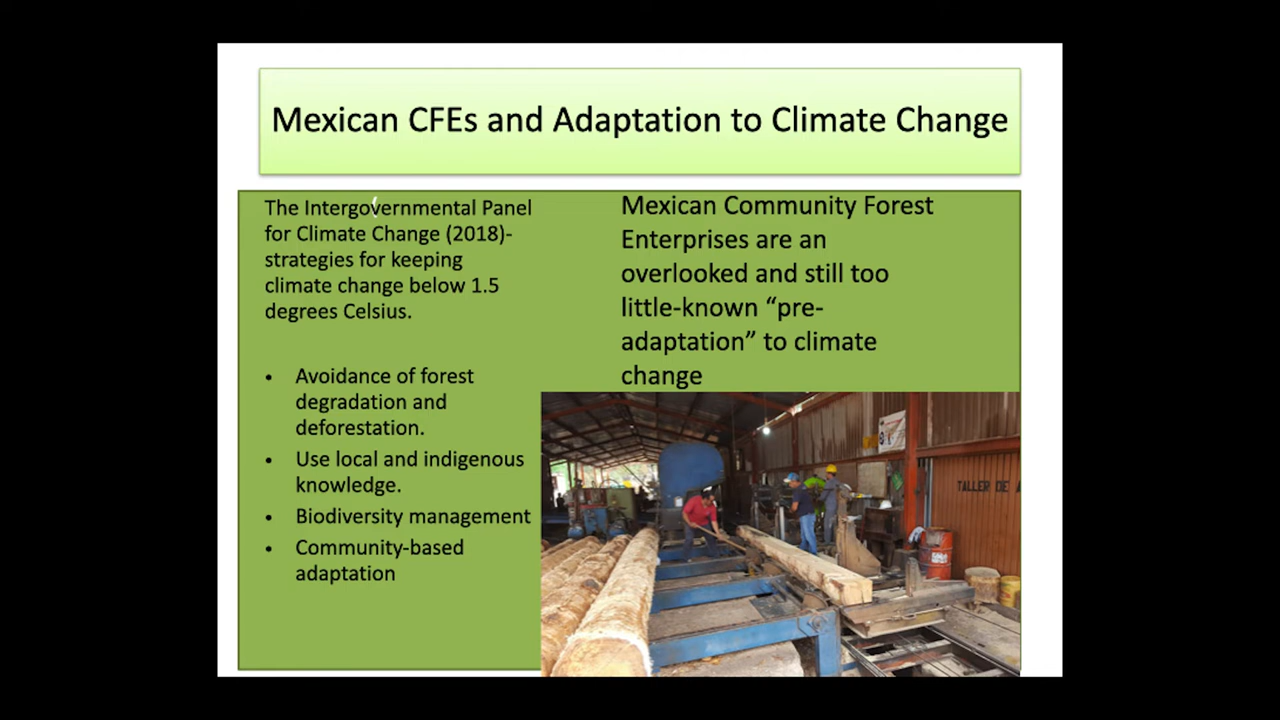 Mexican CFEs and Adaptation to Climate Change
The Intergovernmental Panel
for Climate Change (2018)-
strategies for keeping
climate change below 1.5
degrees Celsius.
• Avoidance of forest
degradation and
deforestation.
• Use local and indigenous
knowledge.
• Biodiversity management
• Community-based
adaptation
Mexican Community Forest
Enterprises are an
overlooked and still too
little-known “pre-
adaptation” to climate
change
TALLER DE